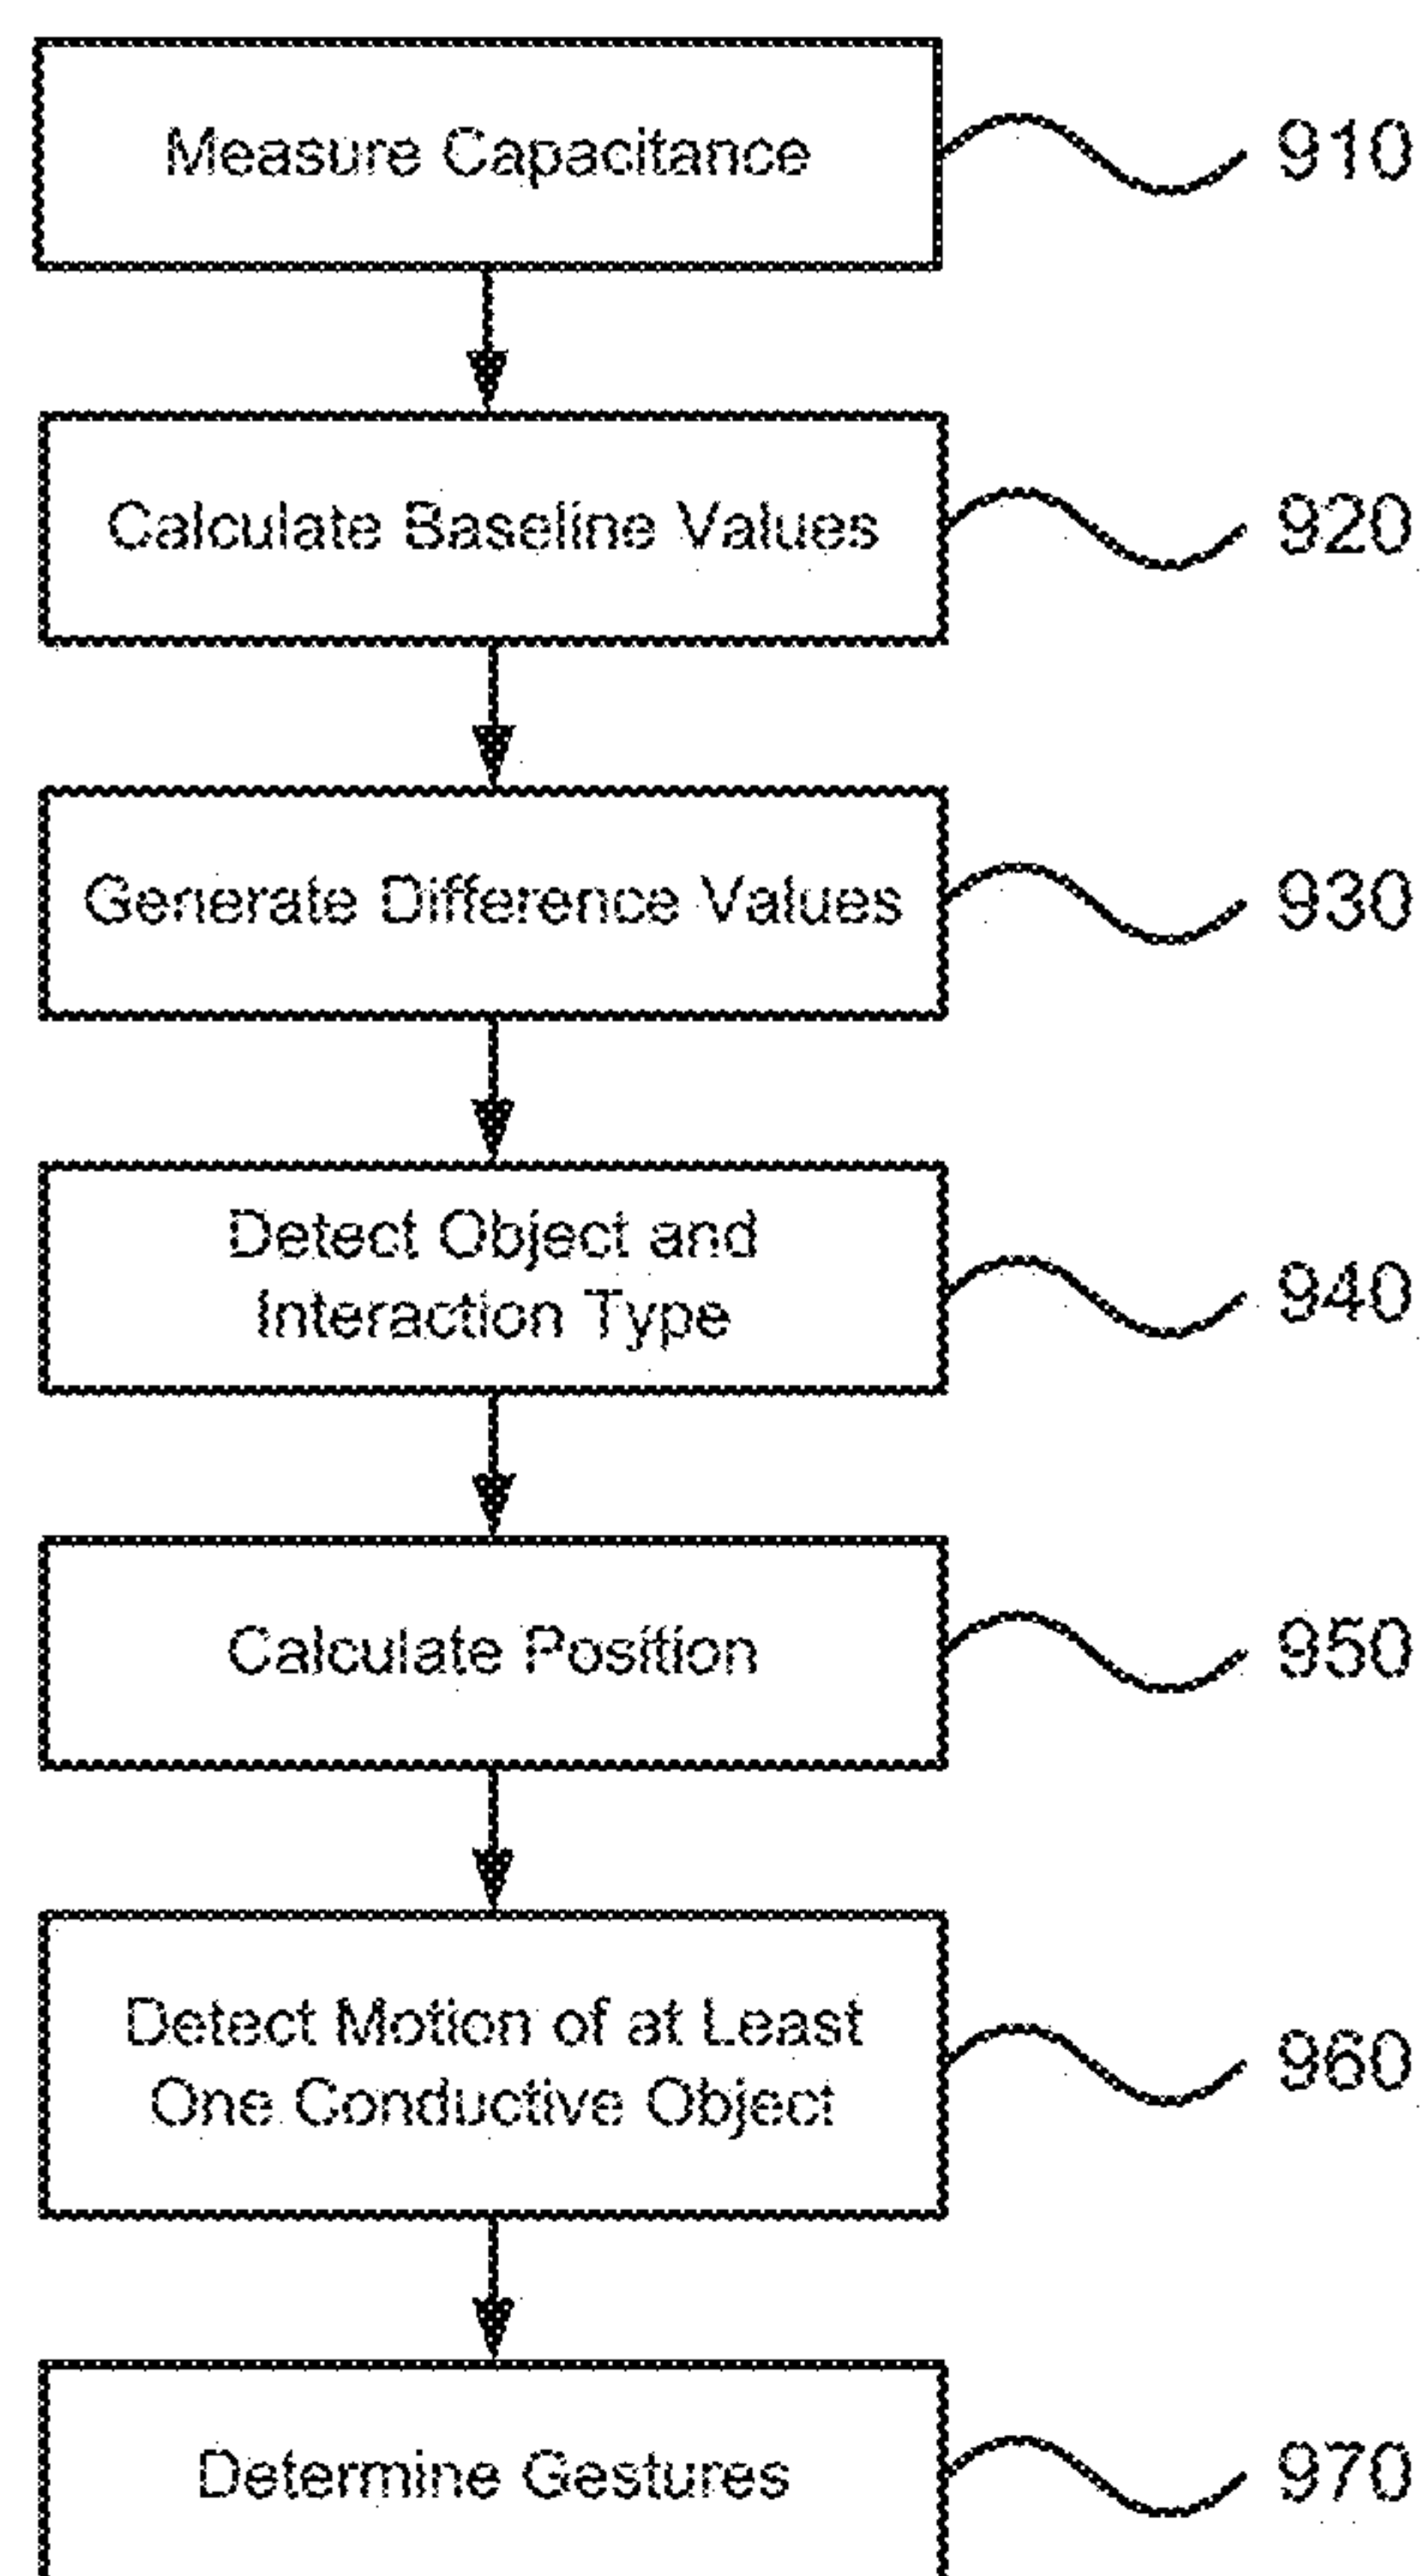 Measure Capacitance
910
Calculate Baseline Values
920
Generate Difference Values
930
Detect Object and
Interaction Type
940
Calculate Position
950
Detect Motion of at Least
One Conductive Object
960
Determine Gestures
970